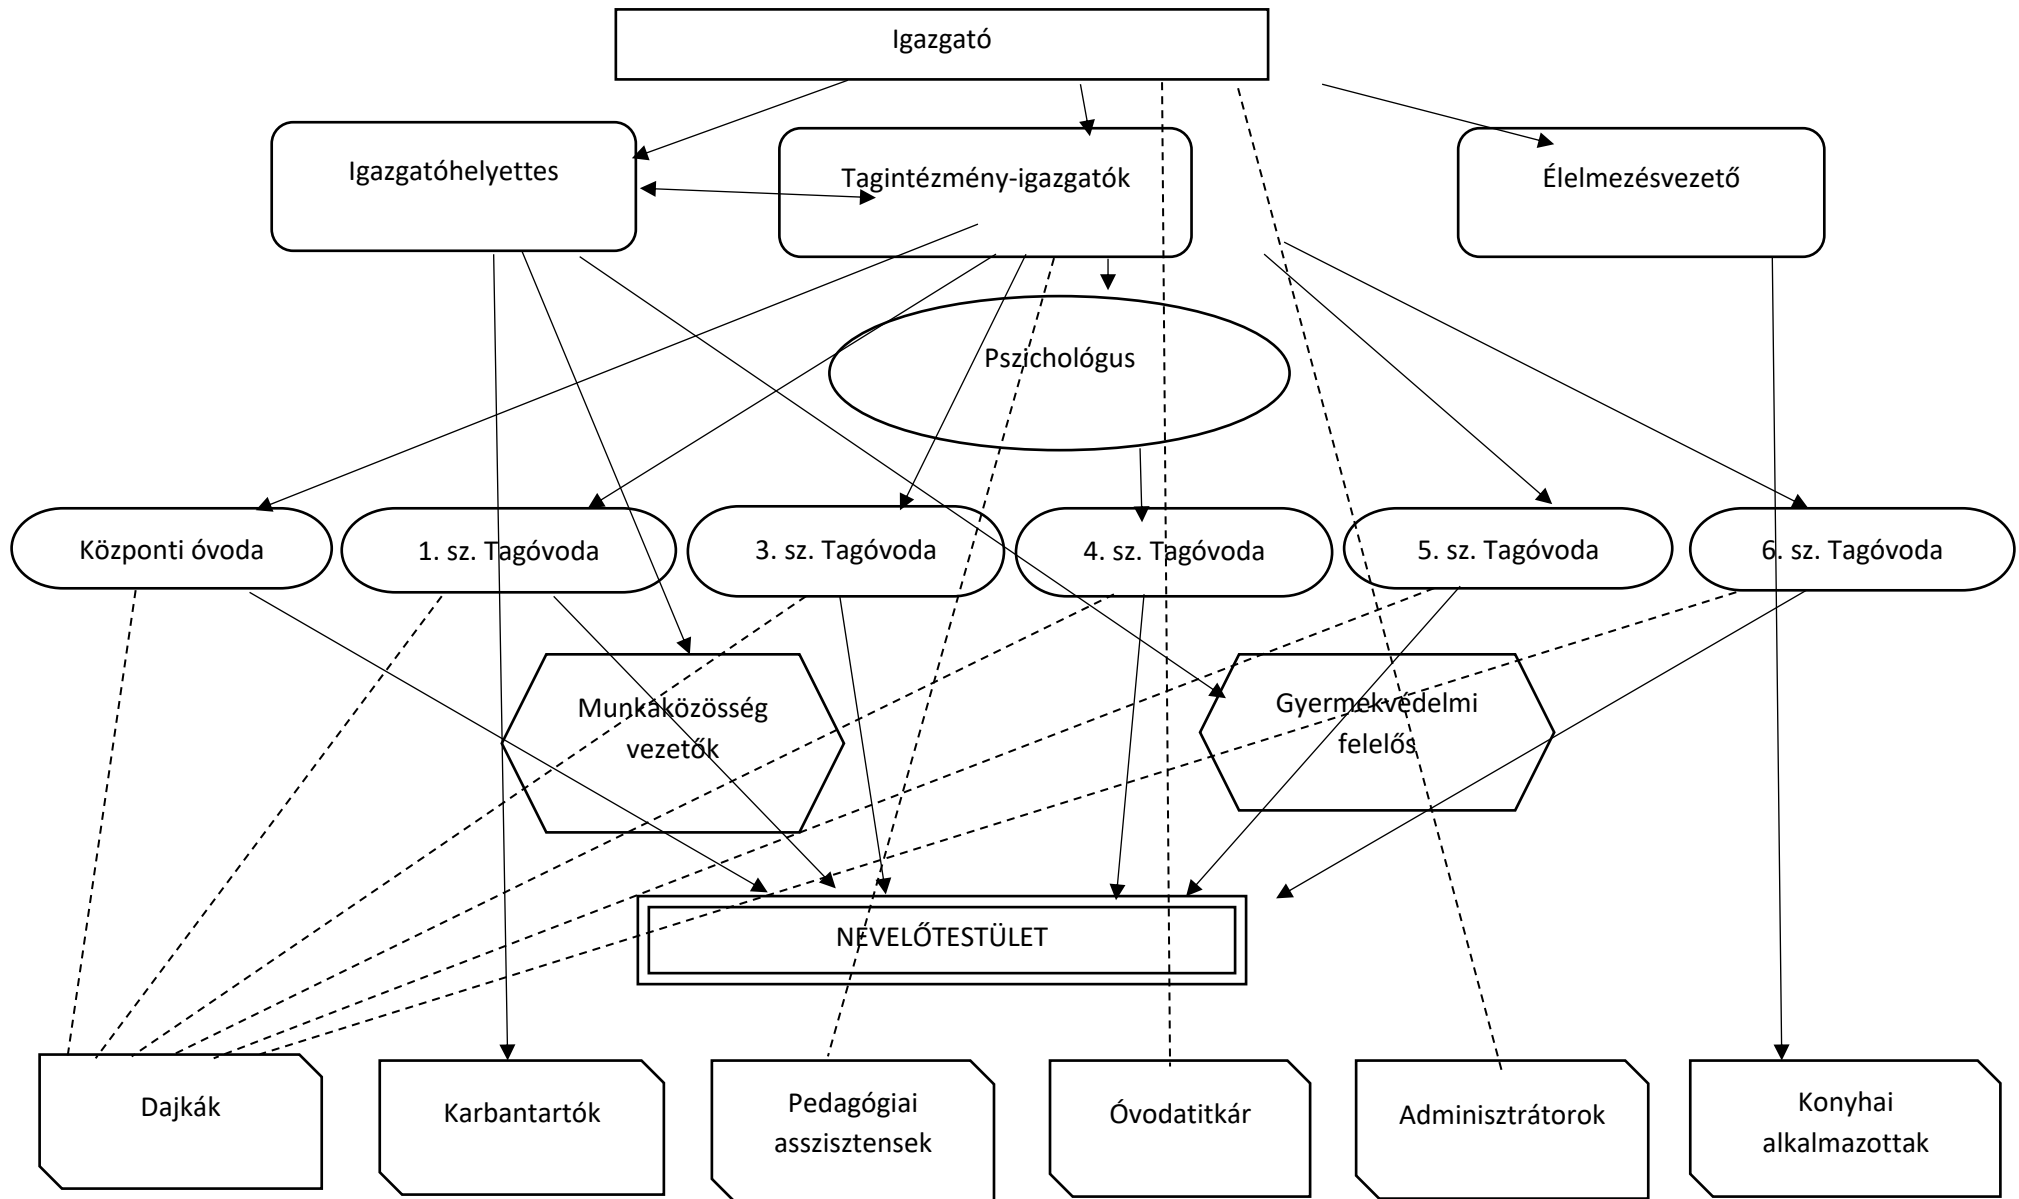 Igazgató
Igazgatóhelyettes
Tagintézmény-igazgatók
Élelmezésvezető
Pszichológus
Központi óvoda
1. sz. Tagóvoda
3. sz. Tagóvoda
4. sz. Tagóvoda
5. sz. Tagóvoda
6. sz. Tagóvoda
Munkaközösség
vezetők
Gyermekvédelmi
felelős
NEVELŐTESTÜLET
Dajkák
Karbantartók
Pedagógiai
asszisztensek
Óvodatitkár
Adminisztrátorok
Konyhai
alkalmazottak